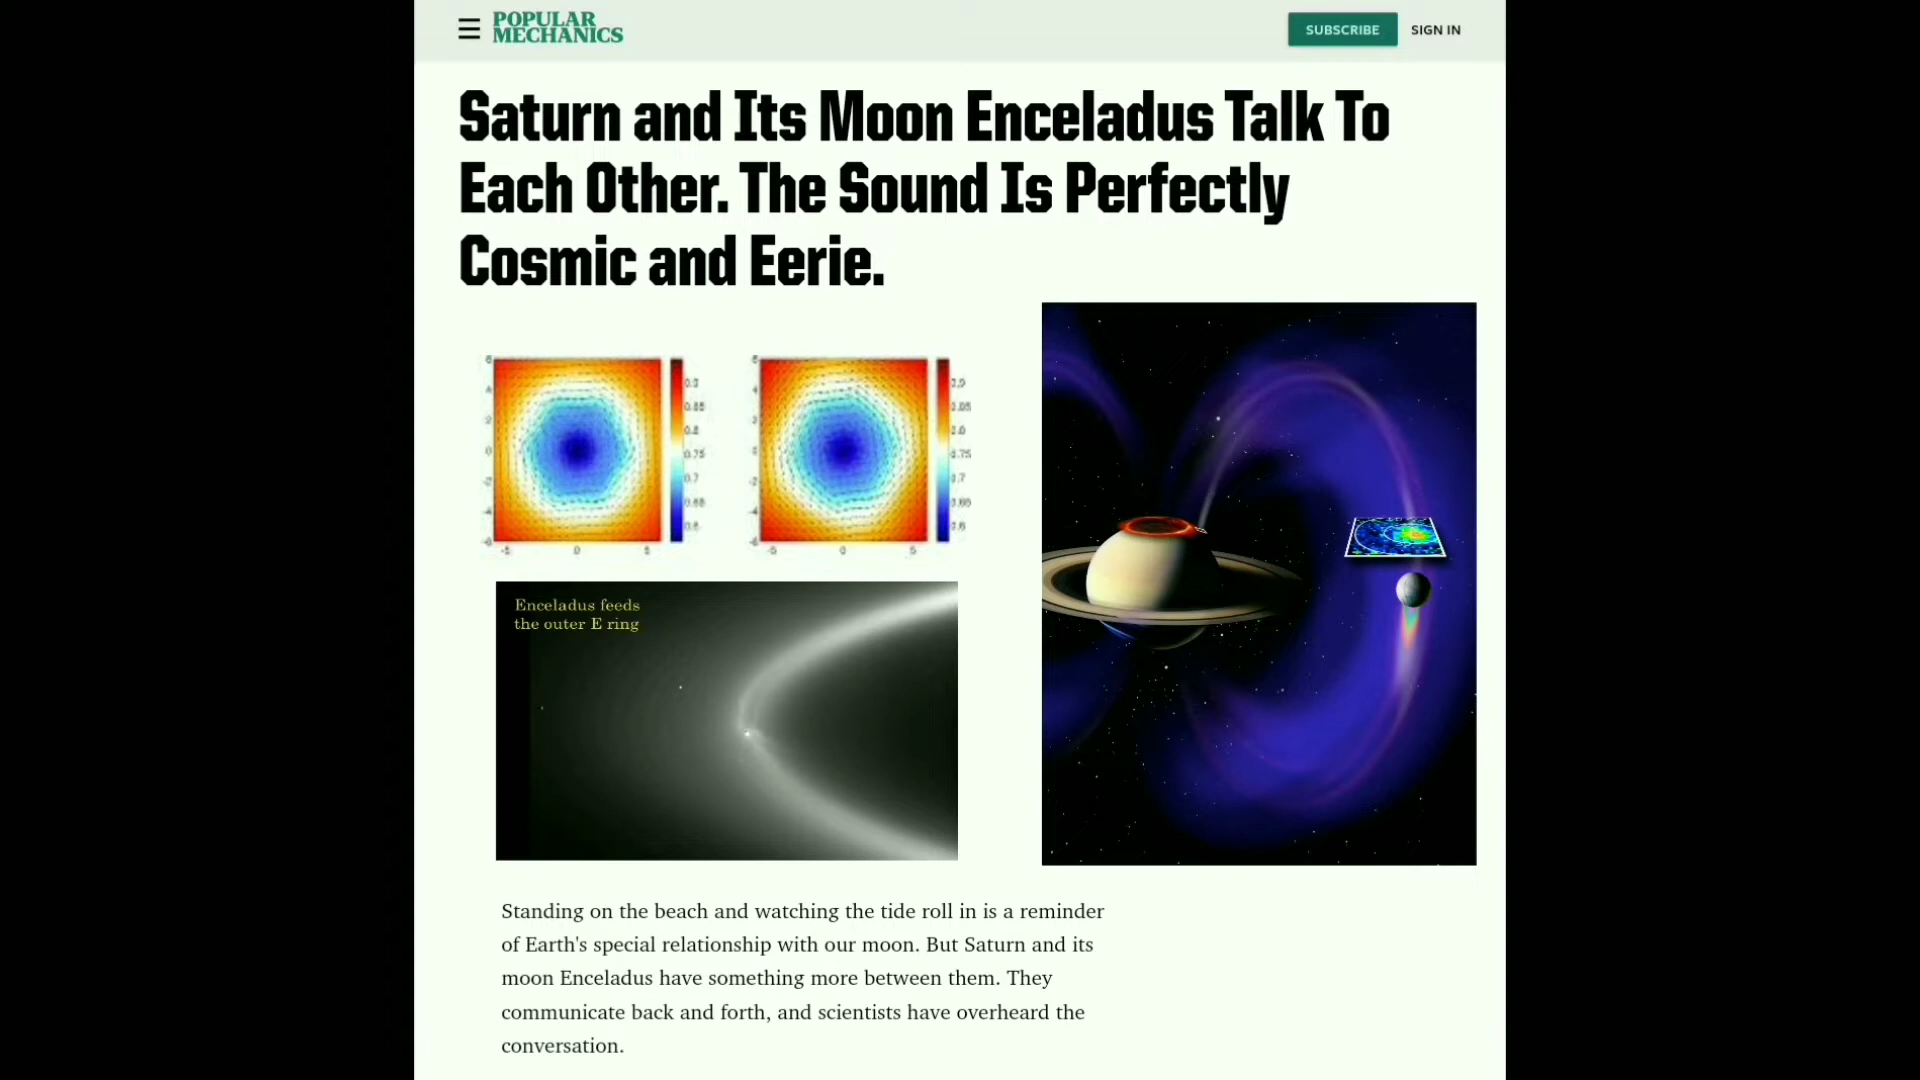 POPULAR
MECHANICS
SUBSCRIBE
SIGN IN
Saturn and Its Moon Enceladus Talk To
Each Other. The Sound Is Perfectly
Cosmic and Eerie.
Enceladus feeds
the outer E ring
Standing on the beach and watching the tide roll in is a reminder
of Earth's special relationship with our moon. But Saturn and its
moon Enceladus have something more between them. They
communicate back and forth, and scientists have overheard the
conversation.